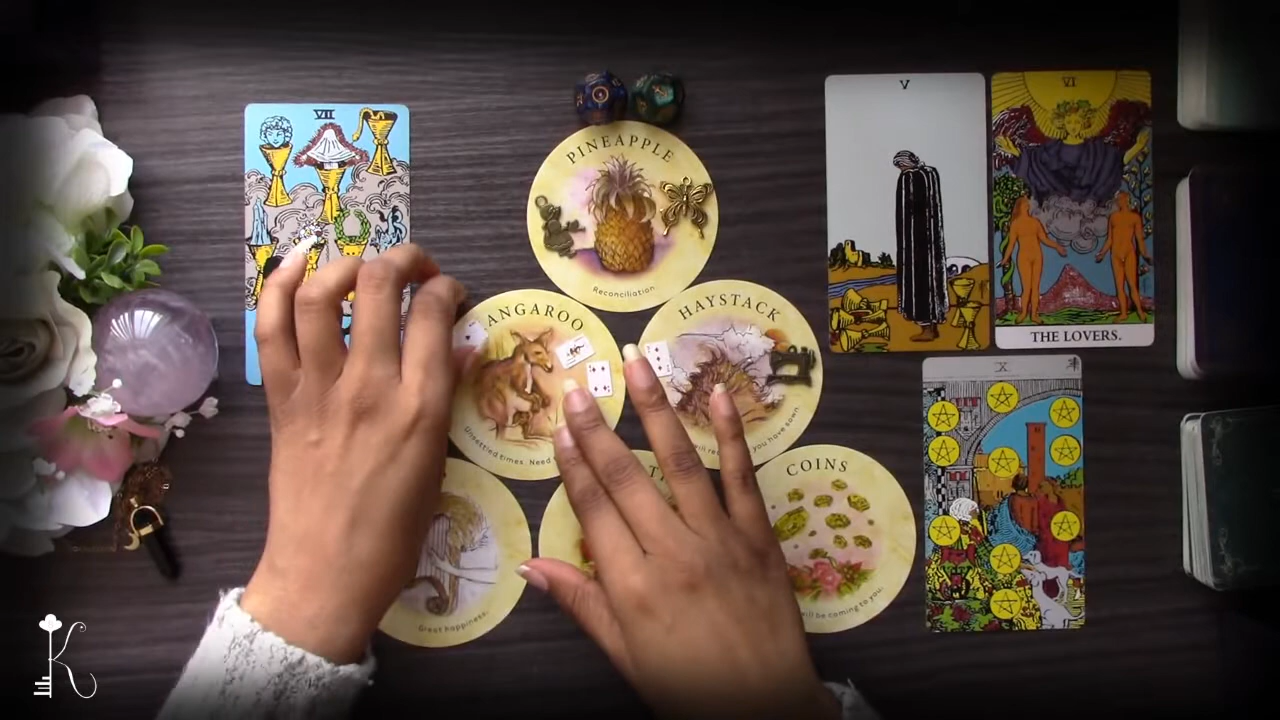 VII
PINEAPPLE
Reconciliation.
V
VI
THE LOVERS.
ANGAROO
Unsettled times. Need
HAYSTACK
you have sown.
X
COINS
will be coming to you.
Great happiness.
K